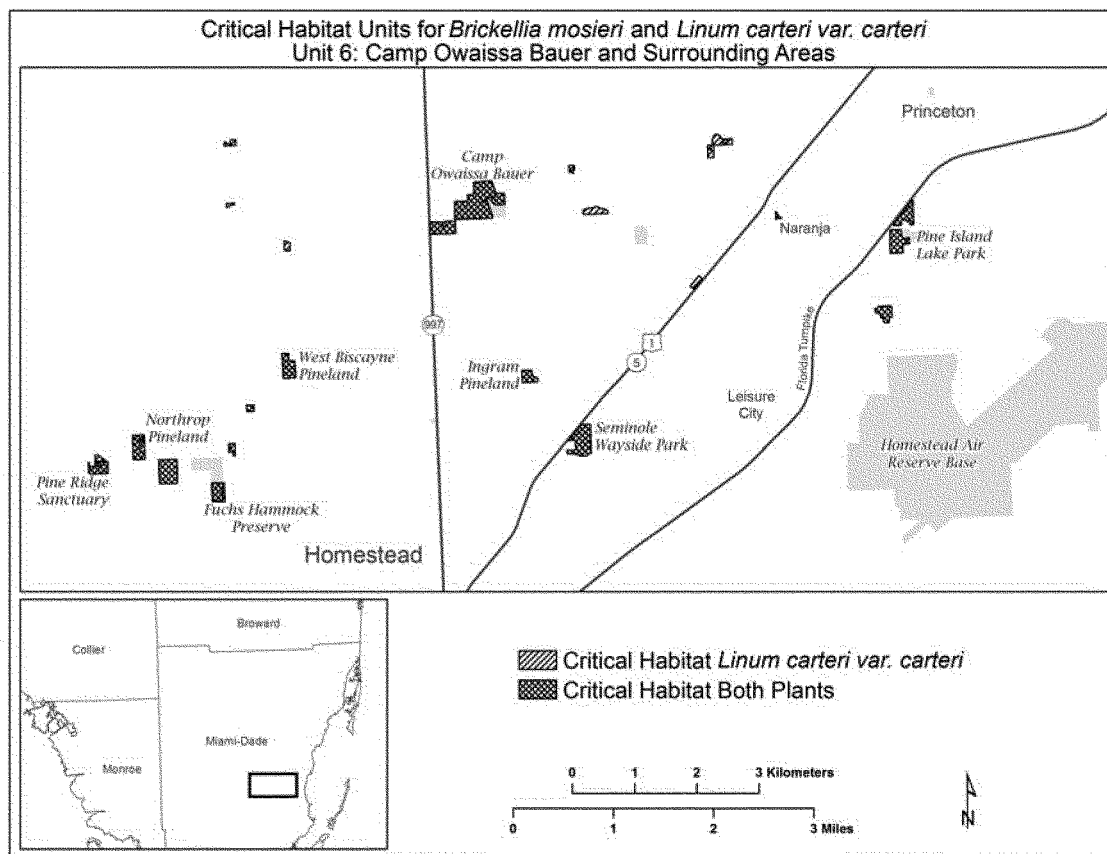 Critical Habitat Units for Brickellia mosieri and Linum carteri var. carteri
Unit 6: Camp Owaissa Bauer and Surrounding Areas
Princeton
Camp
Owaissa Bauer
Naranja
Pine Island
Lake Park
997
1
5
Florida Turnpike
West Biscayne
Pineland
Ingram
Pineland
Leisure
City
Northrop
Pineland
Seminole
Wayside Park
Homestead Air
Reserve Base
Pine Ridge
Sanctuary
Fuchs Hammock
Preserve
Homestead
Broward
Collier
Miami-Dade
Monroe
Critical Habitat Linum carteri var. carteri
Critical Habitat Both Plants
0 1 2 3 Kilometers
0 1 2 3 Miles
N